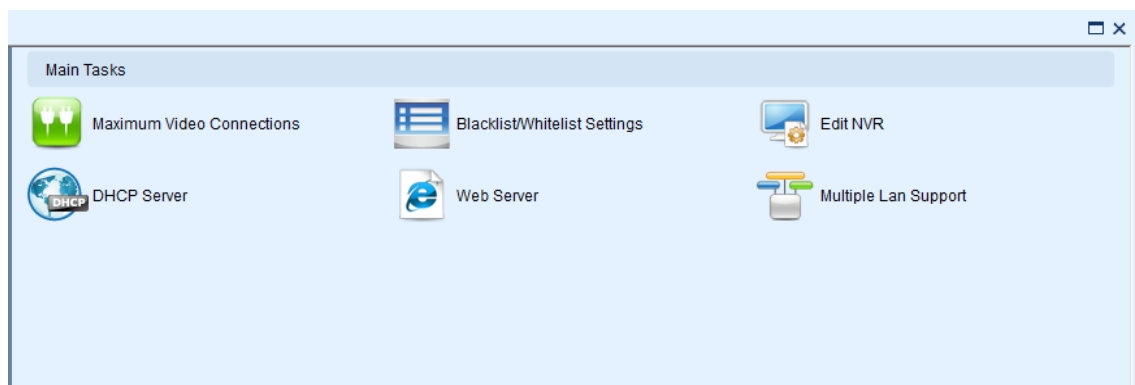 Main Tasks
Maximum Video Connections
Blacklist/Whitelist Settings
Edit NVR
DHCP
DHCP Server
Web Server
Multiple Lan Support